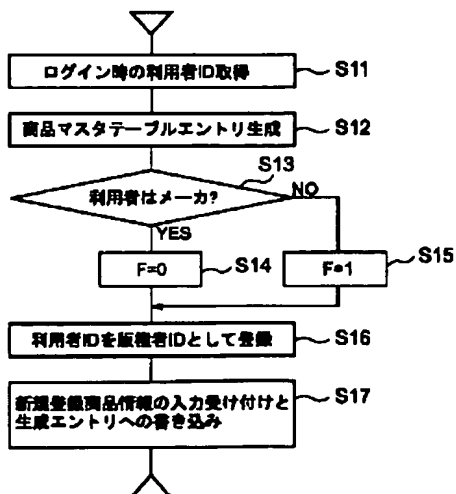 ログイン時の利用者ID取得
S11
商品マスタテーブルエントリ生成
S12
S13
利用者はメーカ?
NO
YES
F=0
S14
F=1
S15
利用者IDを版権者IDとして登録
S16
新規登録商品情報の入力受け付けと
生成エントリへの書き込み
S17